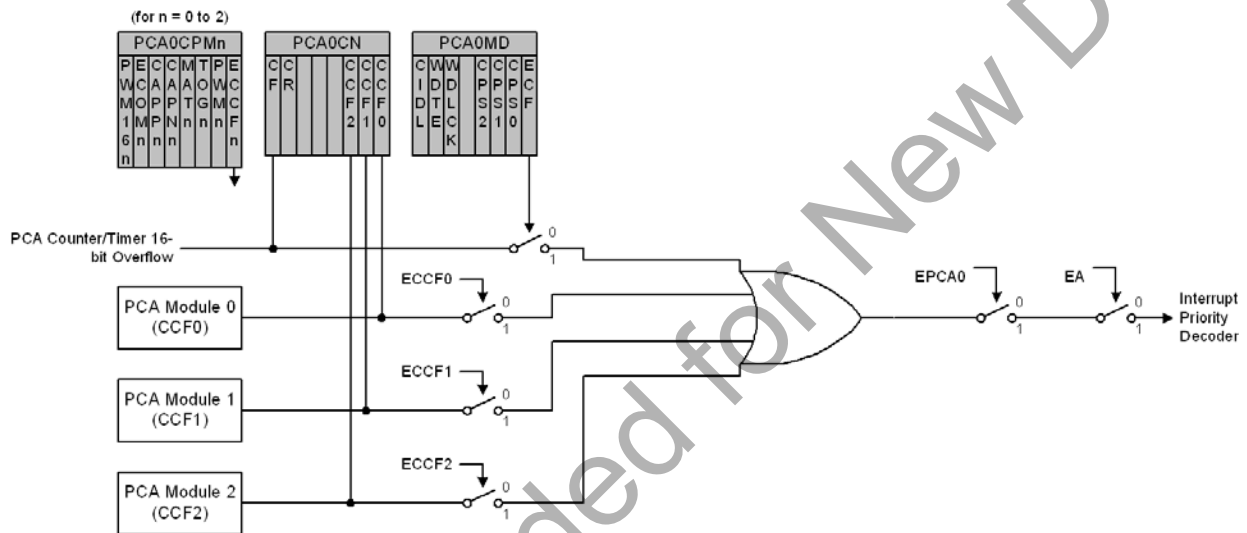 (for n = 0 to 2)
PCA0CPMn
PWM16n
ECOMn
CAPPn
CAPNn
MATn
TOGn
PWMn
ECCFn
PCA0CN
CF
CR
CCF2
CCF1
CCF0
PCA0MD
CIDL
WDTE
WDLCK
CPS2
CPS1
CPS0
ECF
PCA Counter/Timer 16-
bit Overflow
0
1
PCA Module 0
(CCF0)
ECCF0
0
1
PCA Module 1
(CCF1)
ECCF1
0
1
PCA Module 2
(CCF2)
ECCF2
0
1
EPCA0
0
1
EA
0
1
Interrupt
Priority
Decoder
ded for New D